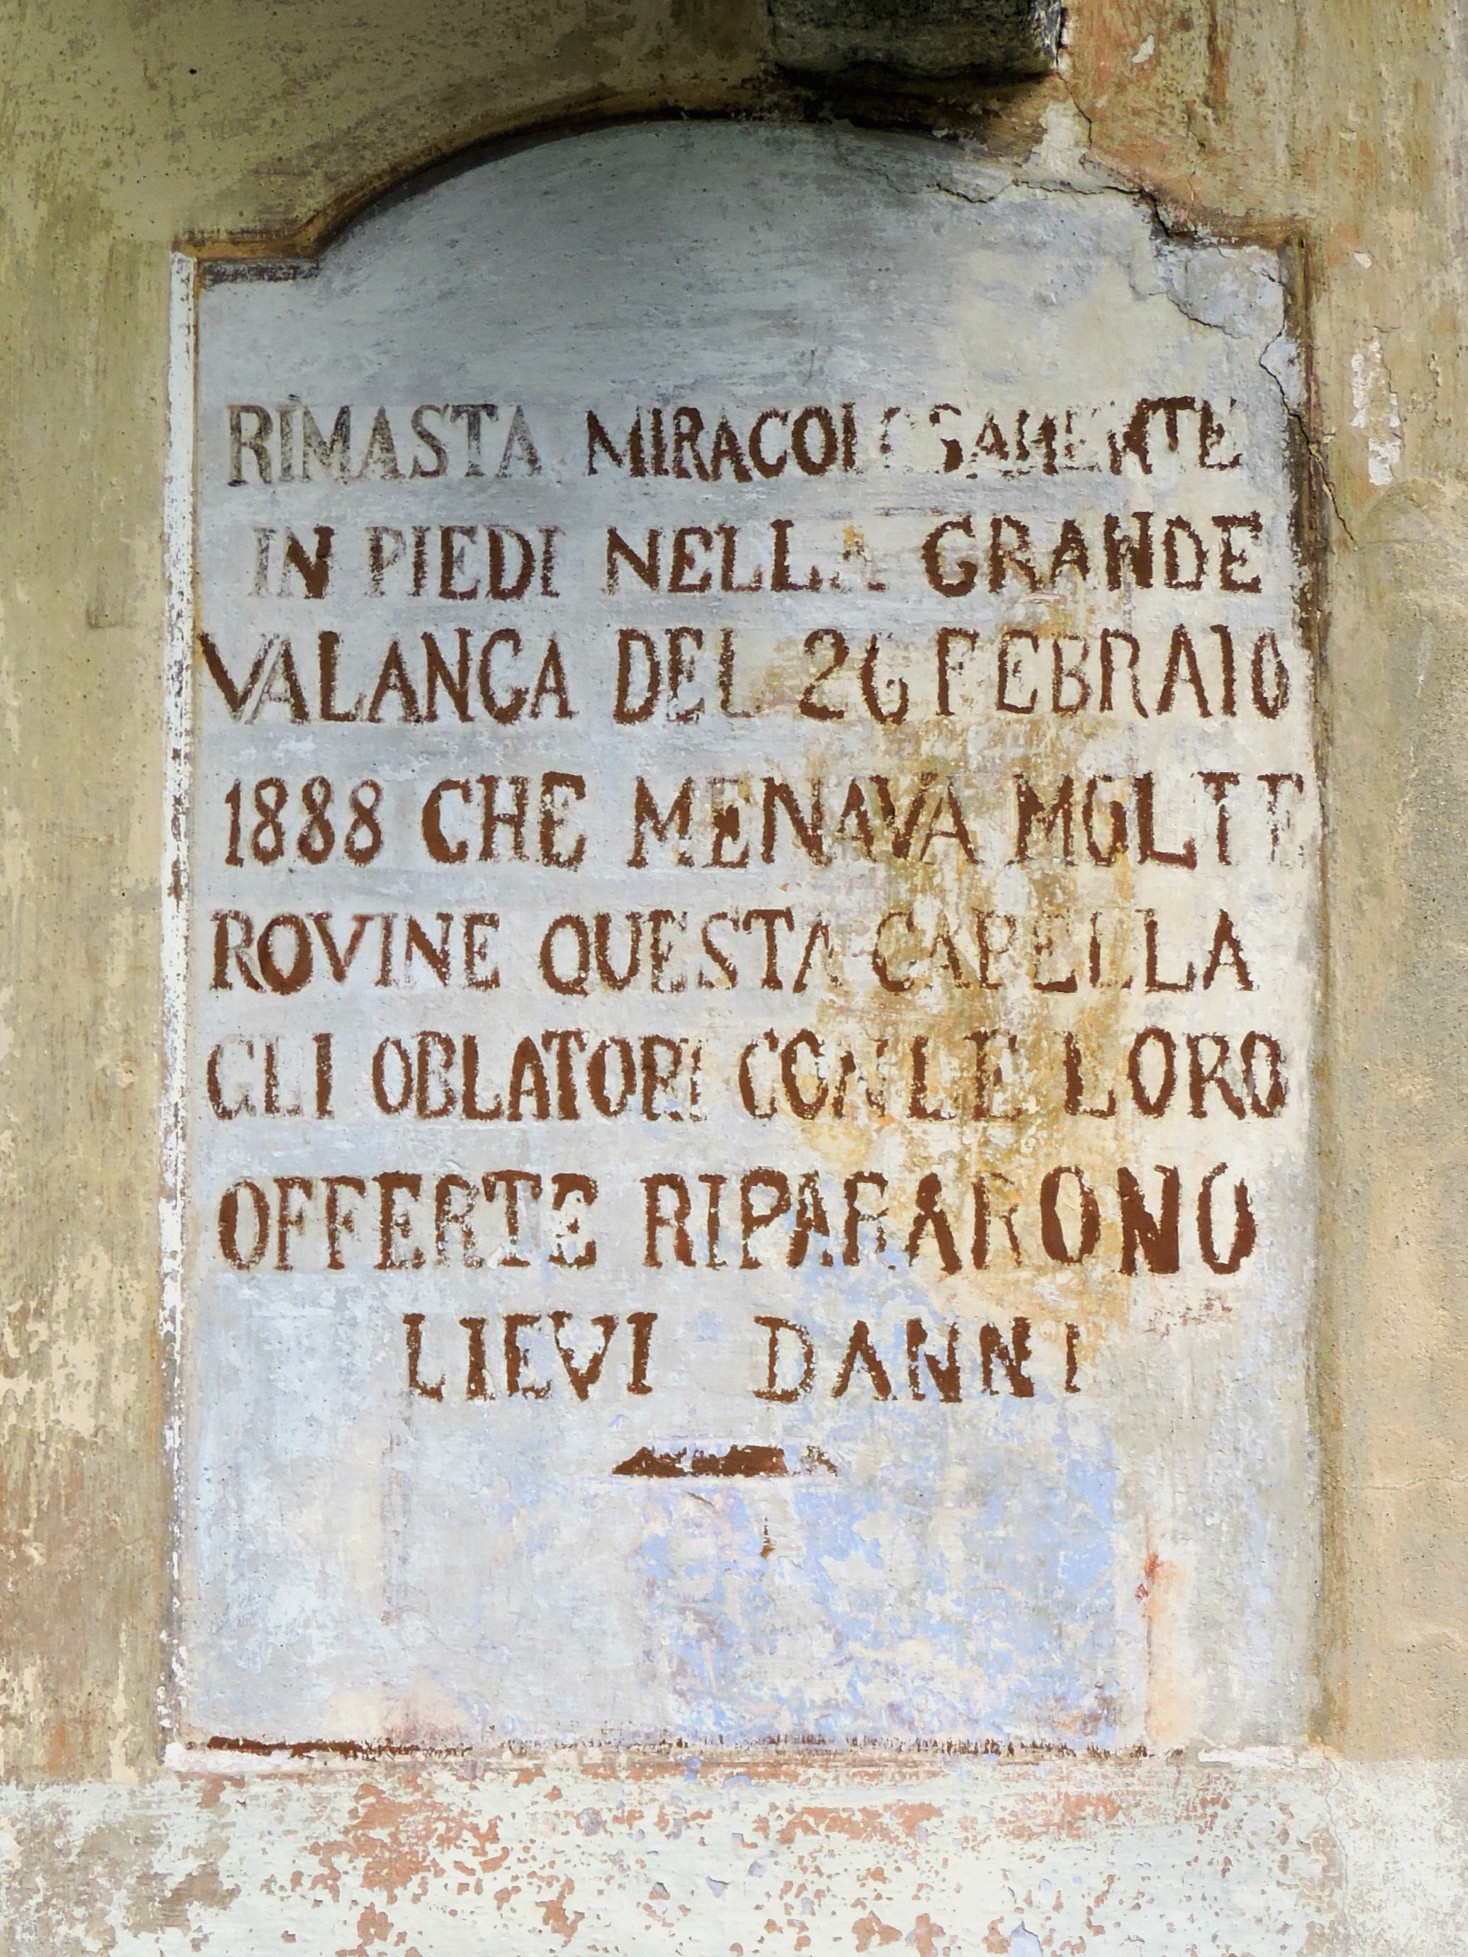 RIMASTA MIRACOLOSAMENTE
IN PIEDI NELLA GRANDE
VALANGA DEL 26 FEBRAIO
1888 CHE MENAVA MOLTE
ROVINE QUESTA CAPELLA
GLI OBLATORI CON LE LORO
OFFERTE RIPARARONO
LIEVI DANNI